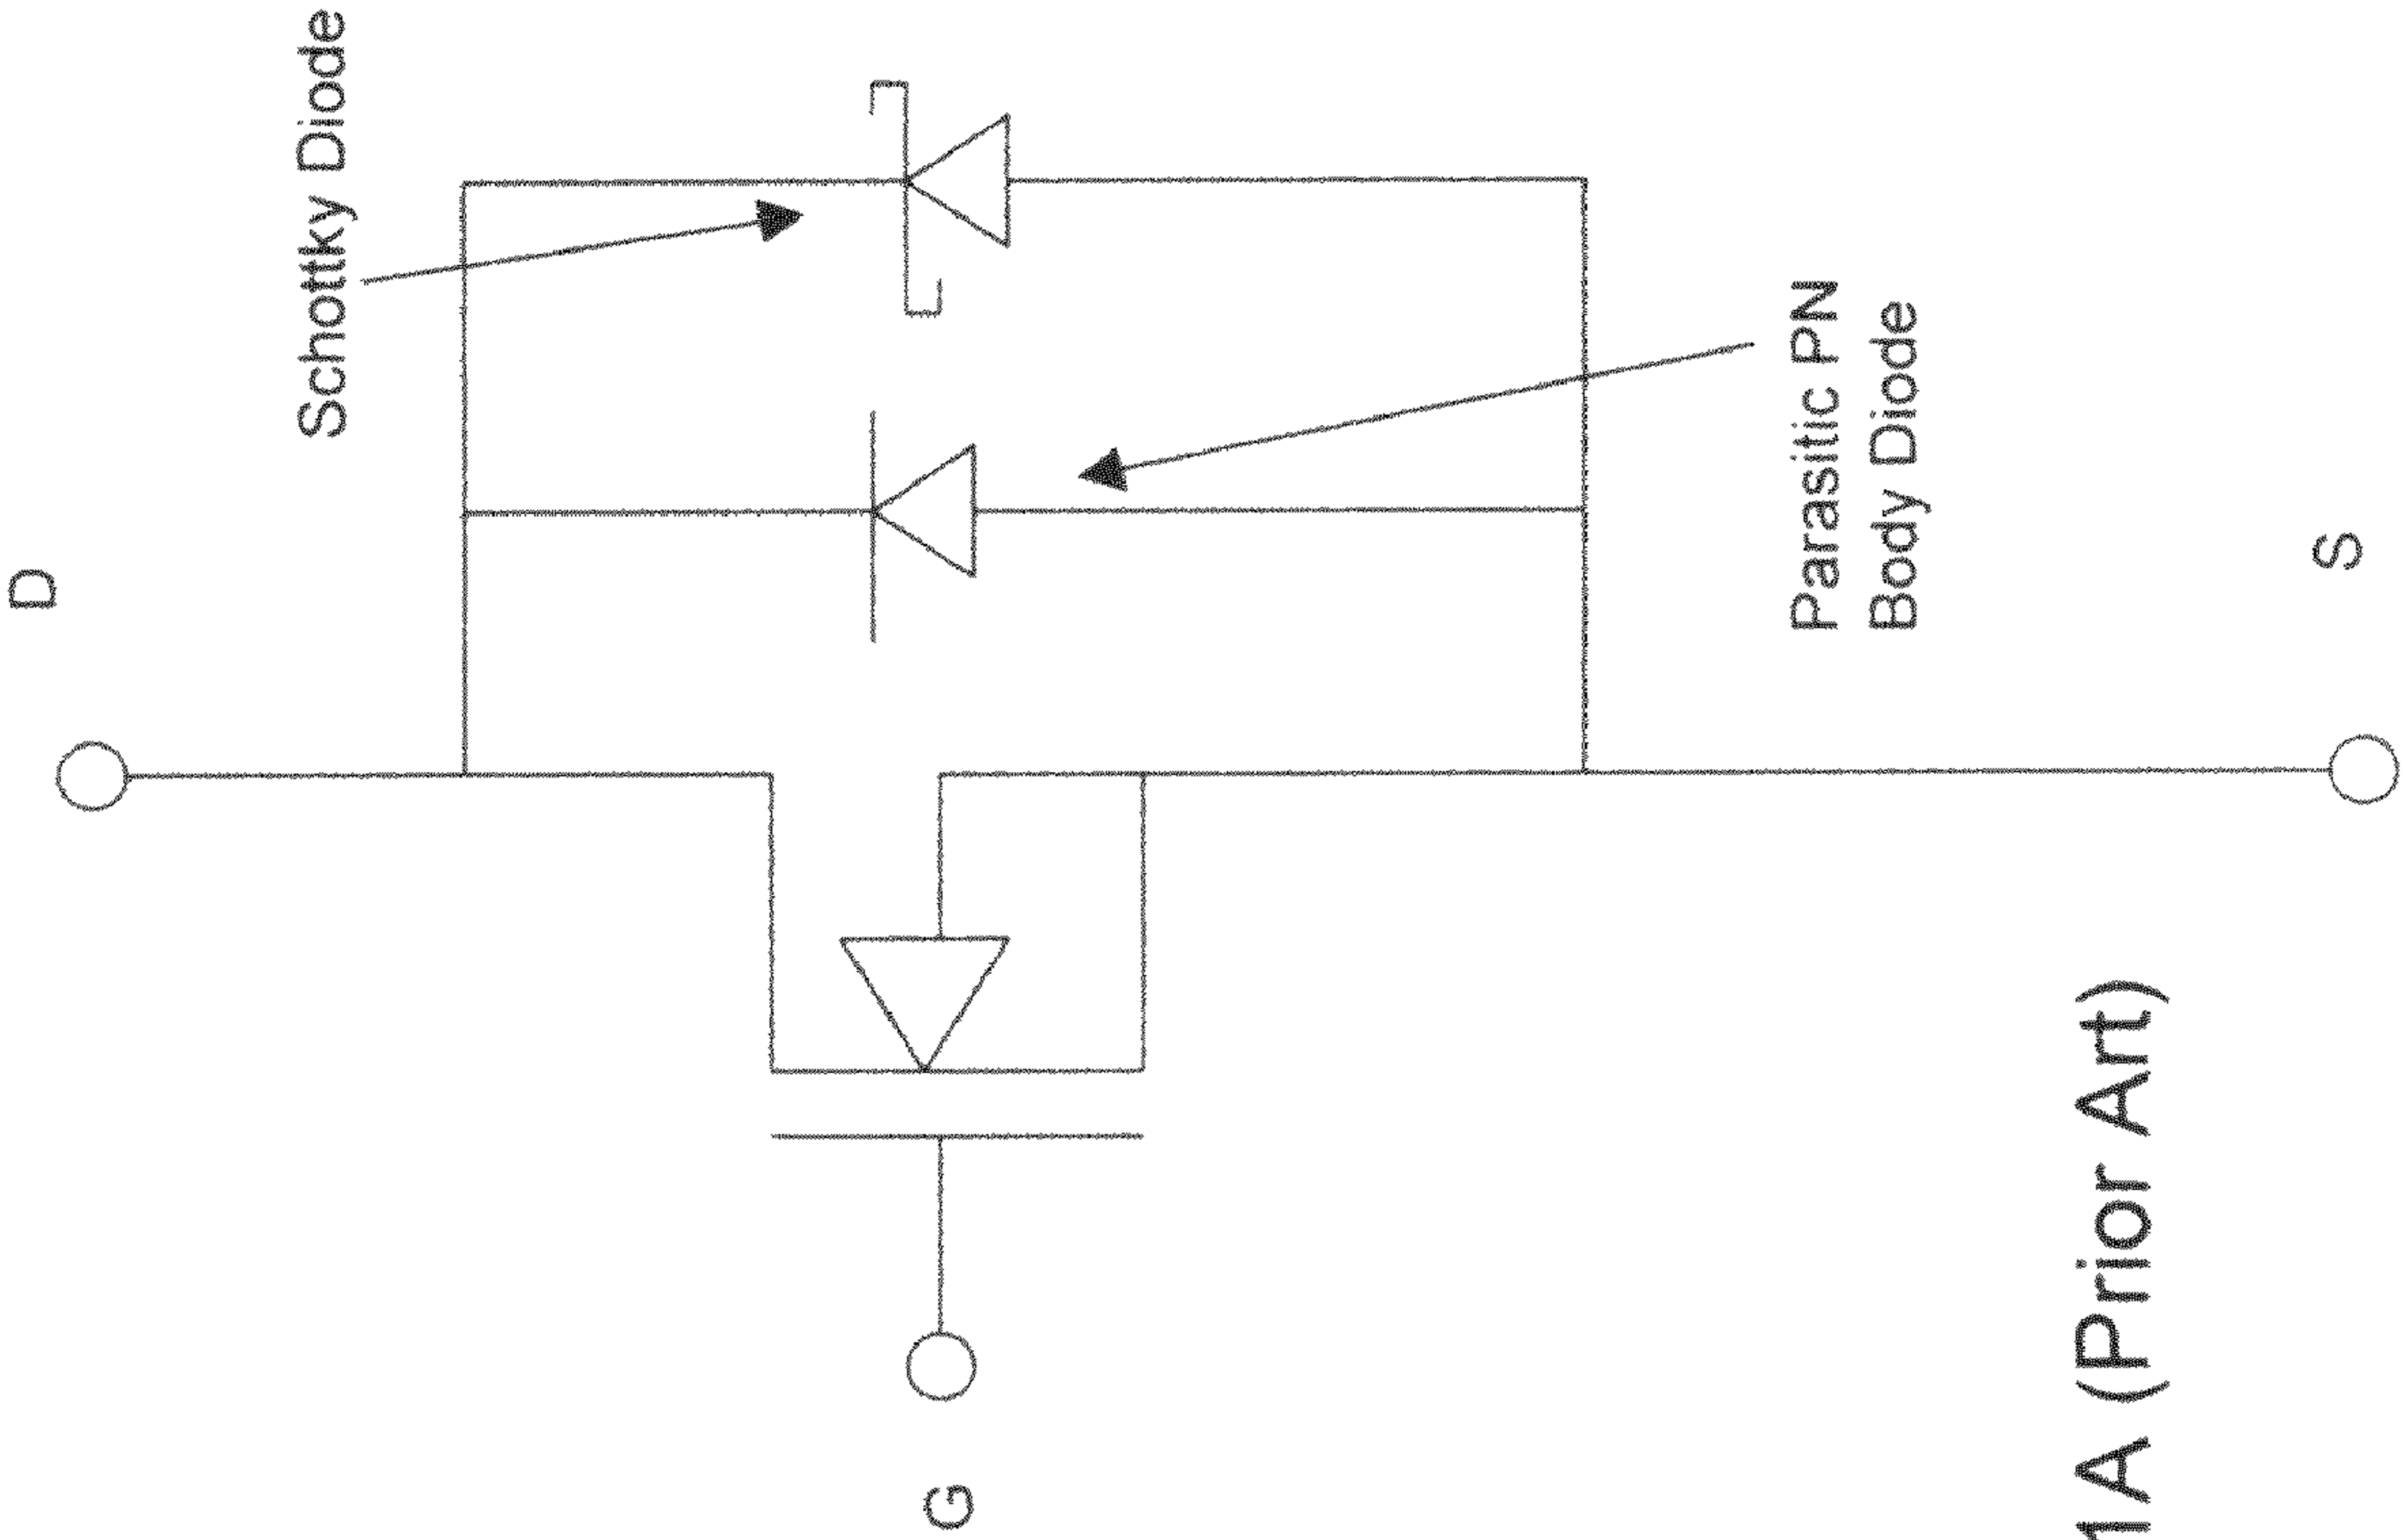 D
Schottky Diode
Parasitic PN
Body Diode
S
G
1A (Prior Art)